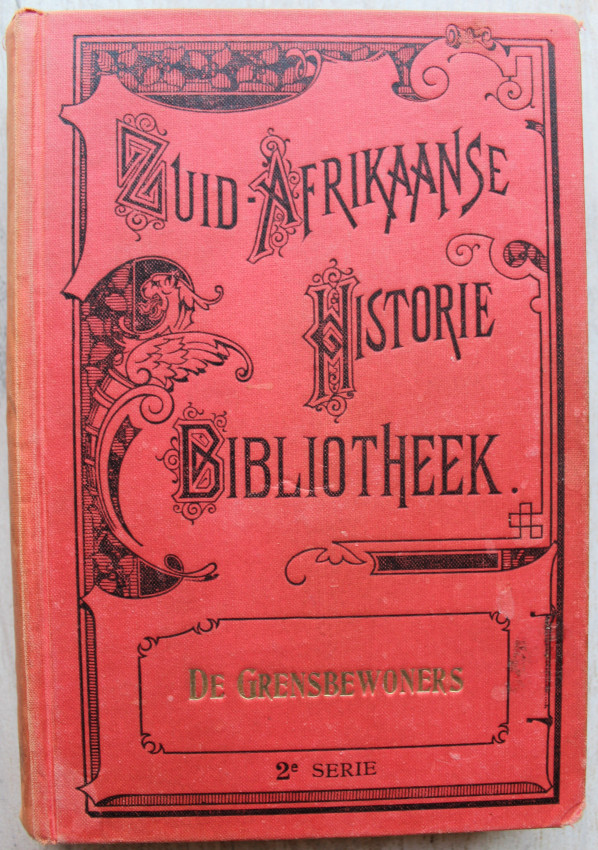 ZUID-AFRIKAANSE
HISTORIE
BIBLIOTHEEK.
DE GRENSBEWONERS
2e SERIE